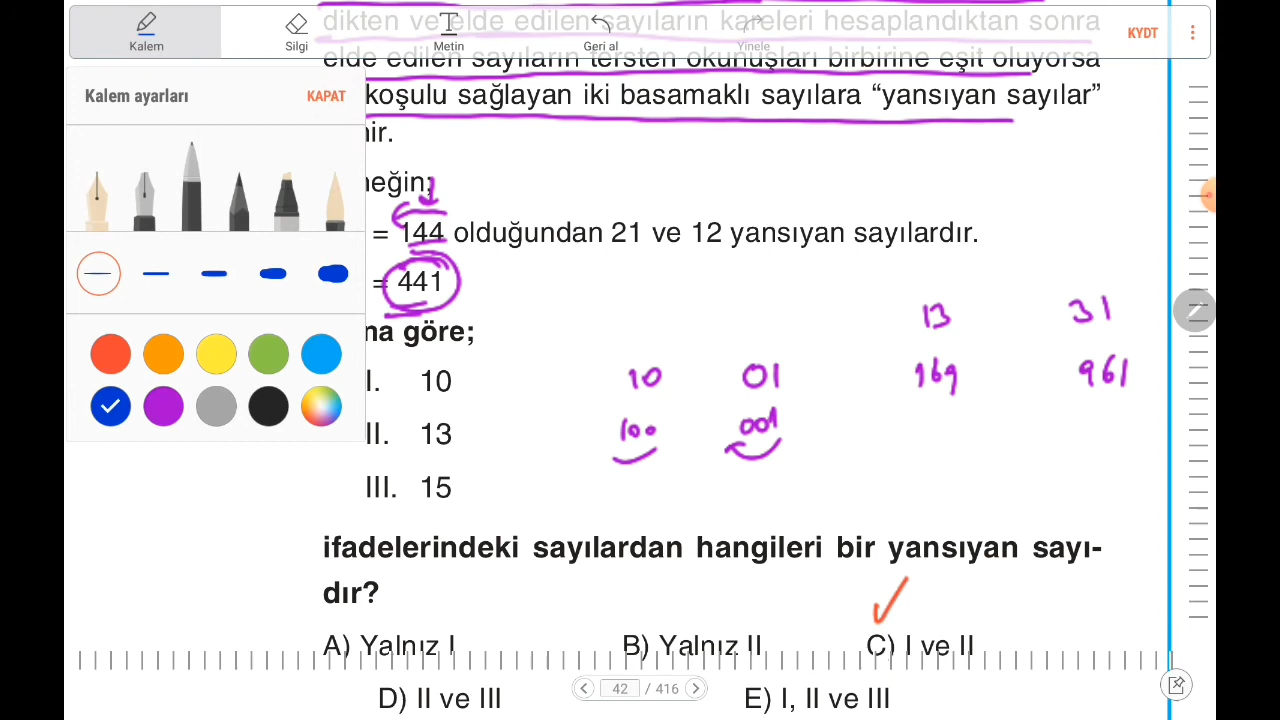 Kalem
Silgi
Metin
Geri al
Yinele
KYDT
dikten ve elde edilen sayıların kareleri hesaplandıktan sonra
elde edilen sayıların tersten okunuşları birbirine eşit oluyorsa
Kalem ayarları KAPAT
koşulu sağlayan iki basamaklı sayılara “yansıyan sayılar”
nir.
neğin;
= 144 olduğundan 21 ve 12 yansıyan sayılardır.
= 441
na göre;
13 31
I. 10
10 01
169 961
II. 13
100 001
III. 15
ifadelerindeki sayılardan hangileri bir yansıyan sayı-
dır?
A) Yalnız I B) Yalnız II C) I ve II
D) II ve III E) I, II ve III
42 / 416